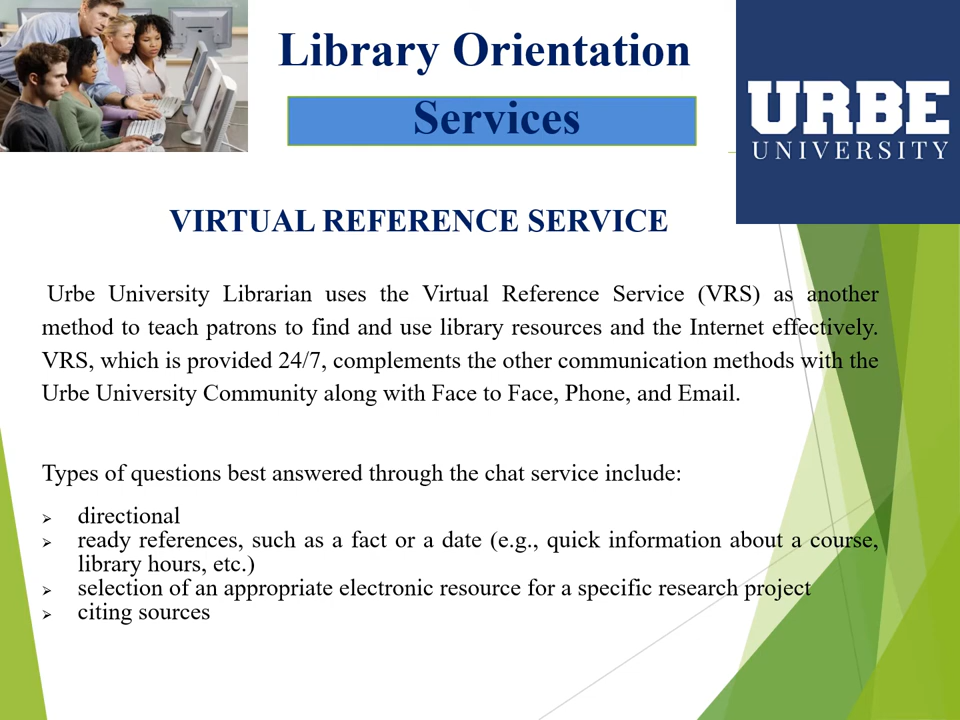 Library Orientation
Services
URBE
UNIVERSITY
VIRTUAL REFERENCE SERVICE
Urbe University Librarian uses the Virtual Reference Service (VRS) as another
method to teach patrons to find and use library resources and the Internet effectively.
VRS, which is provided 24/7, complements the other communication methods with the
Urbe University Community along with Face to Face, Phone, and Email.
Types of questions best answered through the chat service include:
➢ directional
➢ ready references, such as a fact or a date (e.g., quick information about a course,
library hours, etc.)
➢ selection of an appropriate electronic resource for a specific research project
➢ citing sources